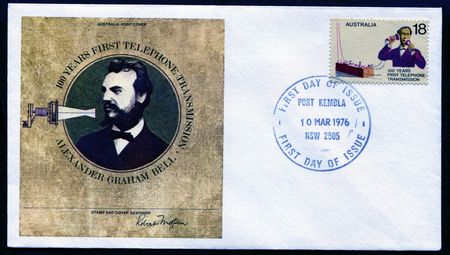 AUSTRALIA POST COVER
100 YEARS FIRST TELEPHONE TRANSMISSION
ALEXANDER GRAHAM BELL
STAMP AND COVER DESIGNER
AUSTRALIA
18
100 YEARS
FIRST TELEPHONE
TRANSMISSION
FIRST DAY OF ISSUE
PORT KEMBLA
10 MAR 1976
NSW 2505
FIRST DAY OF ISSUE